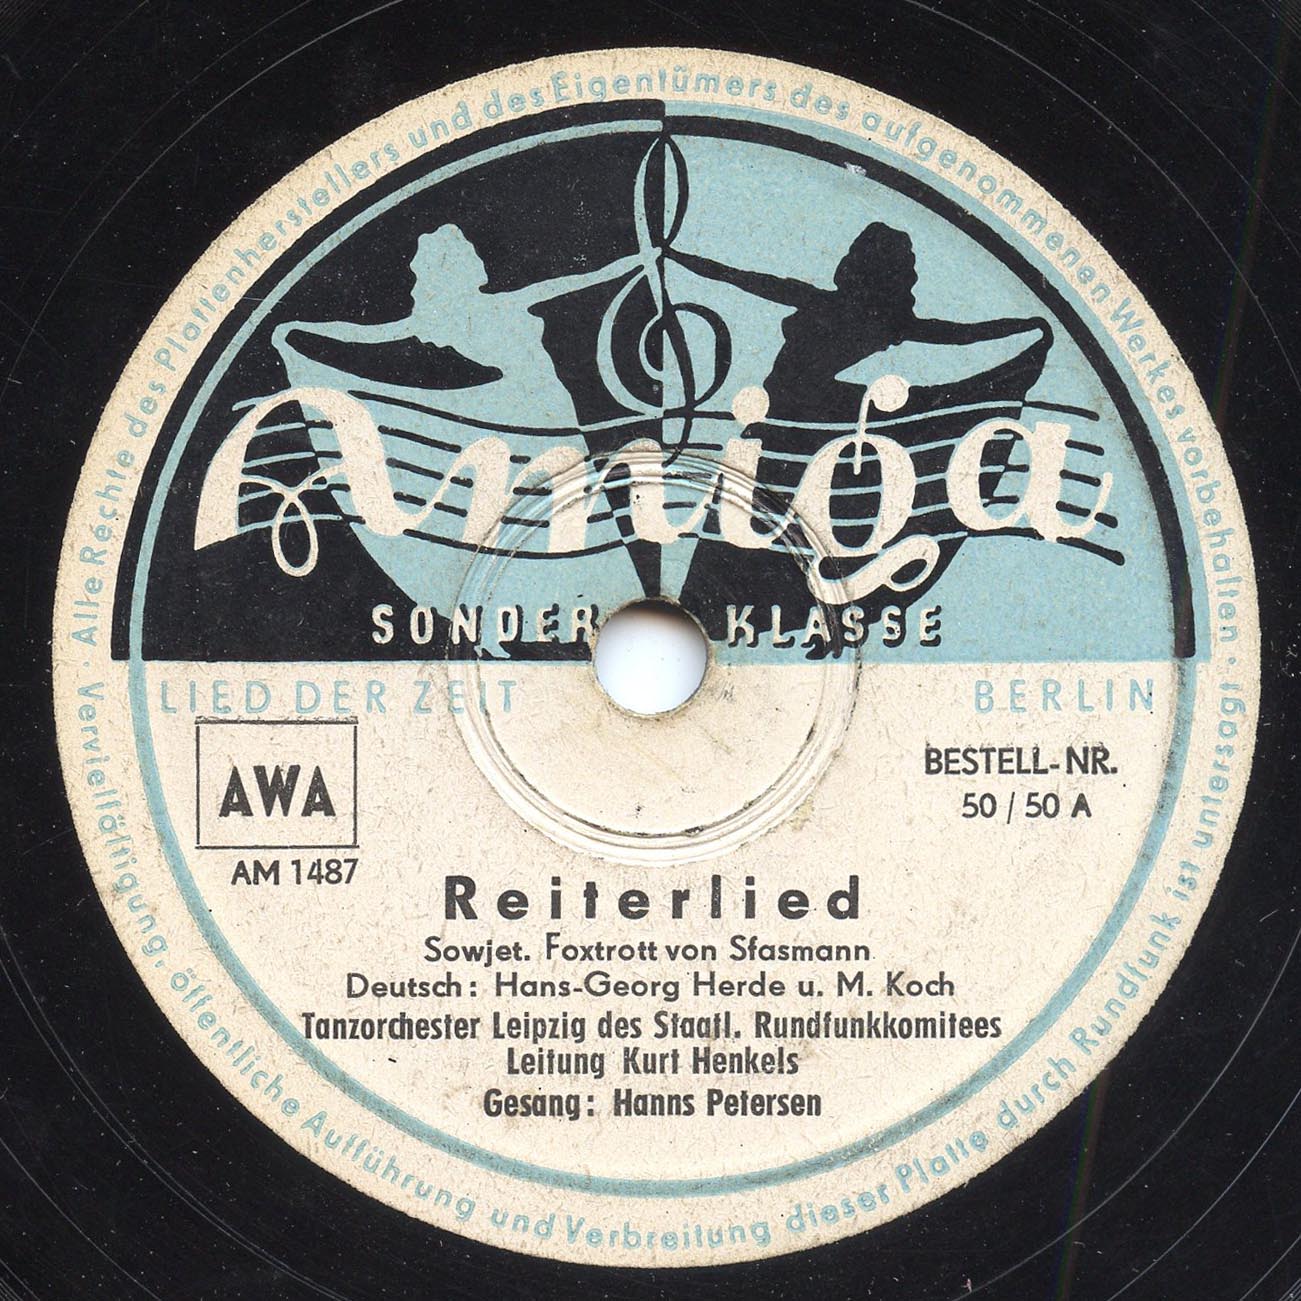 Alle Rechte des Plattenherstellers und des Eigentümers des aufgenommenen Werkes vorbehalten ·
Vervielfältigung, öffentliche Aufführung und Verbreitung dieser Platte durch Rundfunk ist untersagt ·
Amiga
SONDER KLASSE
LIED DER ZEIT BERLIN
AWA
BESTELL-NR.
50 / 50 A
AM 1487
Reiterlied
Sowjet. Foxtrott von Sfasmann
Deutsch: Hans-Georg Herde u. M. Koch
Tanzorchester Leipzig des Staatl. Rundfunkkomitees
Leitung Kurt Henkels
Gesang: Hanns Petersen